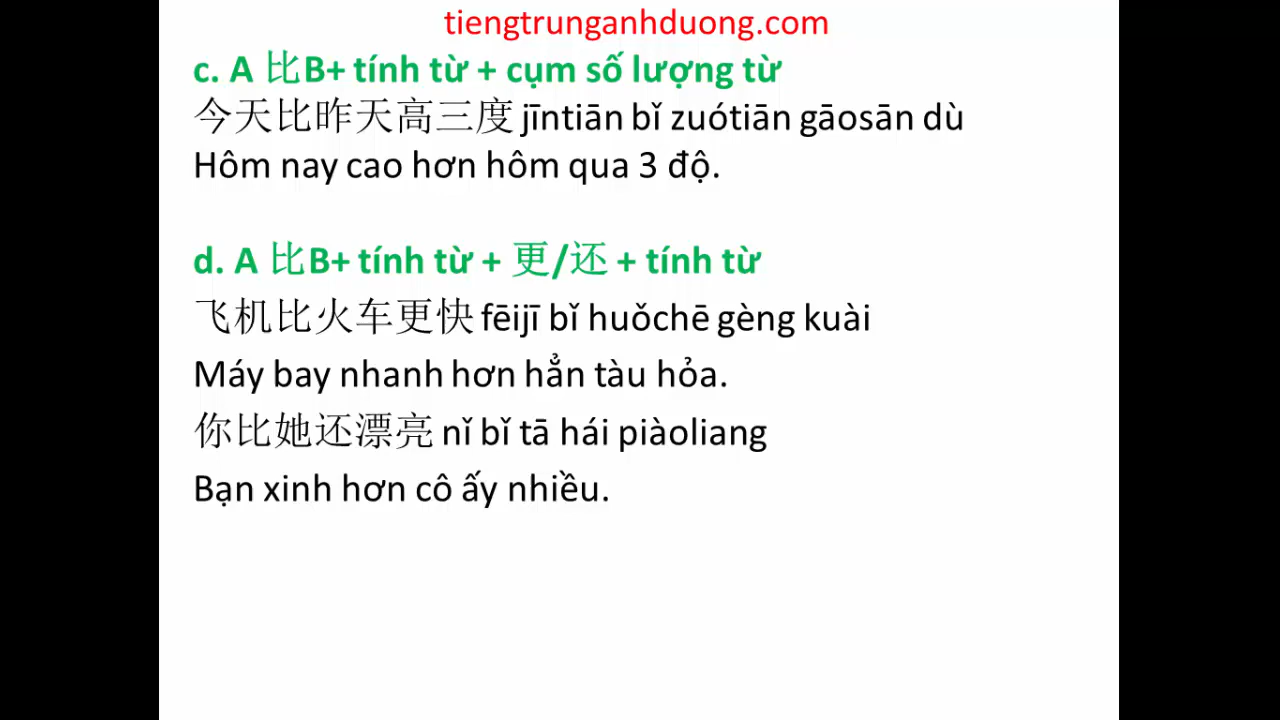 tiengtrunganhduong.com
c. A 比B+ tính từ + cụm số lượng từ
今天比昨天高三度 jīntiān bǐ zuótiān gāosān dù
Hôm nay cao hơn hôm qua 3 độ.
d. A 比B+ tính từ + 更/还 + tính từ
飞机比火车更快 fēijī bǐ huǒchē gèng kuài
Máy bay nhanh hơn hẳn tàu hỏa.
你比她还漂亮 nǐ bǐ tā hái piàoliang
Bạn xinh hơn cô ấy nhiều.